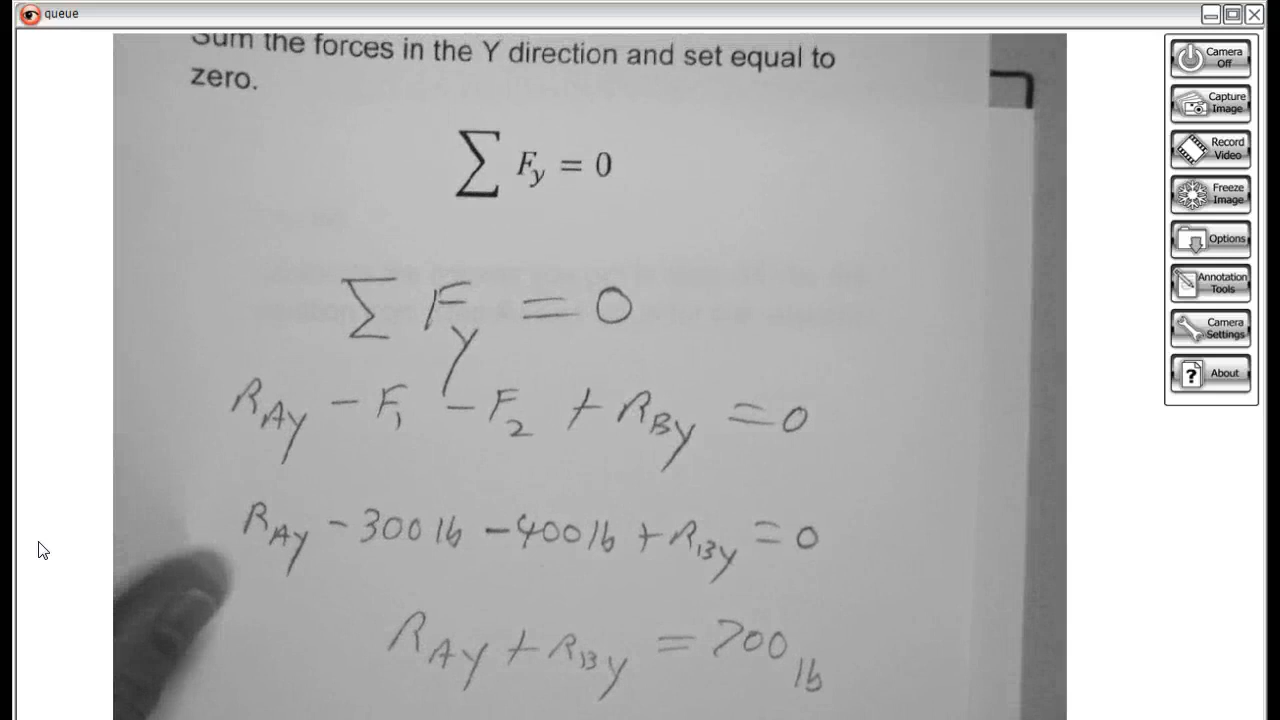 queue
Sum the forces in the Y direction and set equal to
zero.
∑ F_y = 0
∑ F_y = 0
R_AY - F_1 - F_2 + R_BY = 0
R_AY - 300 lb - 400 lb + R_BY = 0
R_AY + R_BY = 700 lb
Camera
Off
Capture
Image
Record
Video
Freeze
Image
Options
Annotation
Tools
Camera
Settings
? About